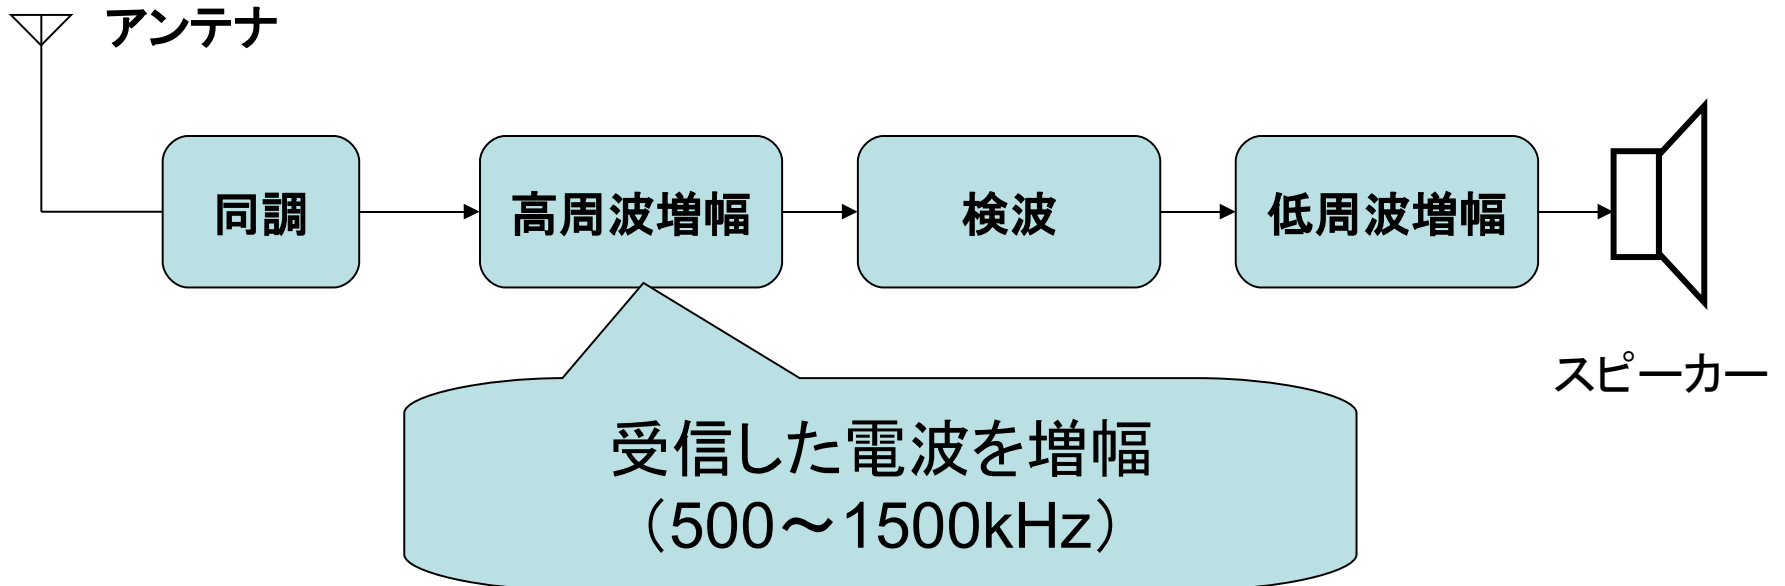 アンテナ
同調
高周波増幅
検波
低周波増幅
スピーカー
受信した電波を増幅
（500～1500kHz）